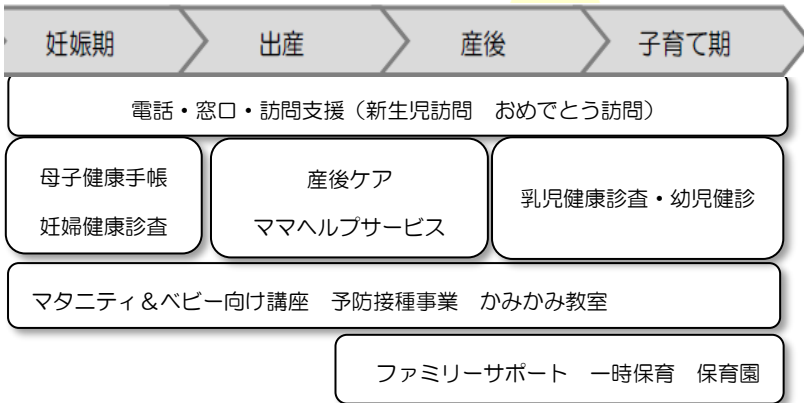 妊娠期　出産　産後　子育て期
電話・窓口・訪問支援（新生児訪問　おめでとう訪問）
母子健康手帳
妊婦健康診査
産後ケア
ママヘルプサービス
乳児健康診査・幼児健診
マタニティ＆ベビー向け講座　予防接種事業　かみかみ教室
ファミリーサポート　一時保育　保育園